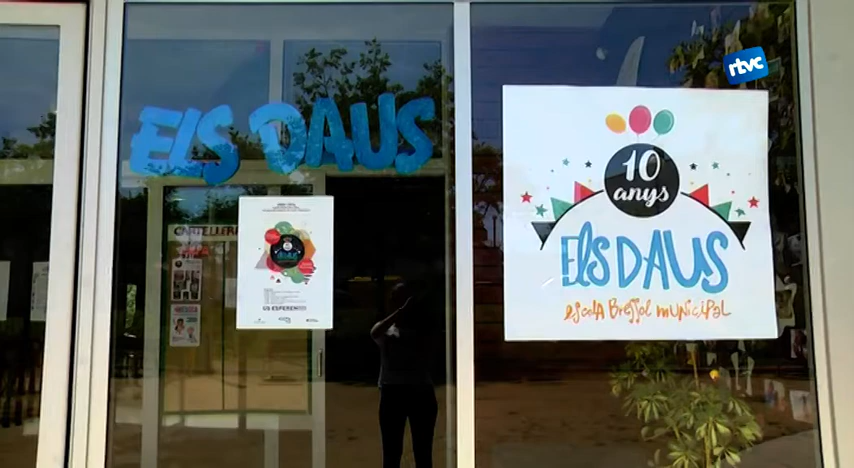 rtvc
ELS DAUS
10
anys
ElS DAUS
escolA Bressol municipal
CARTELLERA
US ESPEREM